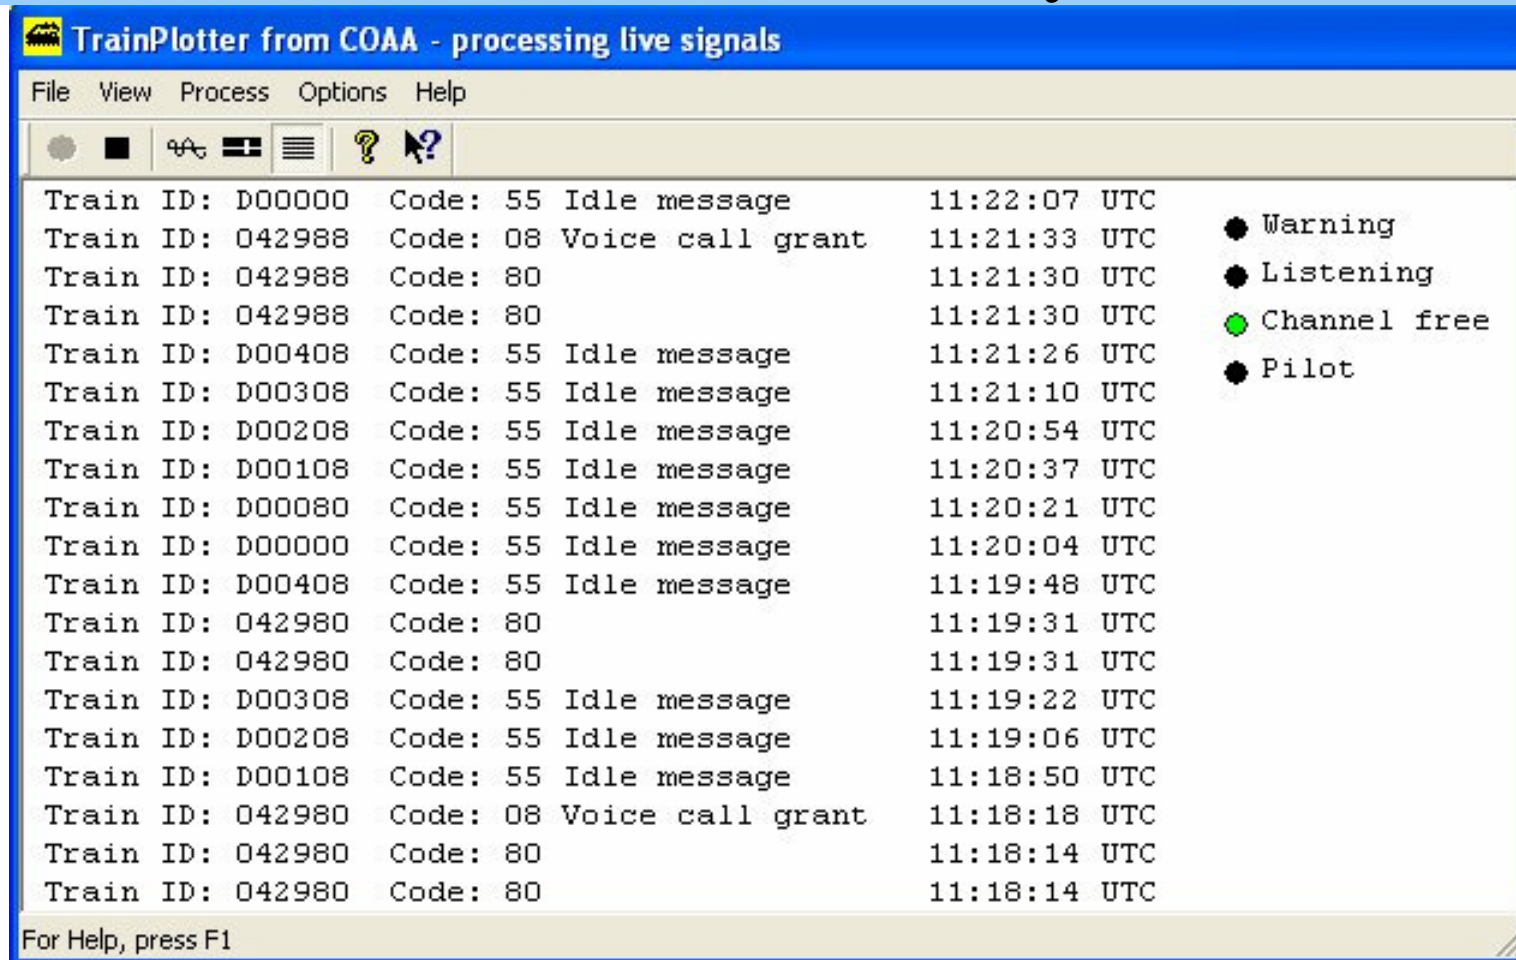 TrainPlotter from COAA - processing live signals
File View Process Options Help
Train ID: D00000 Code: 55 Idle message 11:22:07 UTC
Train ID: 042988 Code: 08 Voice call grant 11:21:33 UTC
Train ID: 042988 Code: 80 11:21:30 UTC
Train ID: 042988 Code: 80 11:21:30 UTC
Train ID: D00408 Code: 55 Idle message 11:21:26 UTC
Train ID: D00308 Code: 55 Idle message 11:21:10 UTC
Train ID: D00208 Code: 55 Idle message 11:20:54 UTC
Train ID: D00108 Code: 55 Idle message 11:20:37 UTC
Train ID: D00080 Code: 55 Idle message 11:20:21 UTC
Train ID: D00000 Code: 55 Idle message 11:20:04 UTC
Train ID: D00408 Code: 55 Idle message 11:19:48 UTC
Train ID: 042980 Code: 80 11:19:31 UTC
Train ID: 042980 Code: 80 11:19:31 UTC
Train ID: D00308 Code: 55 Idle message 11:19:22 UTC
Train ID: D00208 Code: 55 Idle message 11:19:06 UTC
Train ID: D00108 Code: 55 Idle message 11:18:50 UTC
Train ID: 042980 Code: 08 Voice call grant 11:18:18 UTC
Train ID: 042980 Code: 80 11:18:14 UTC
Train ID: 042980 Code: 80 11:18:14 UTC
Warning
Listening
Channel free
Pilot
For Help, press F1